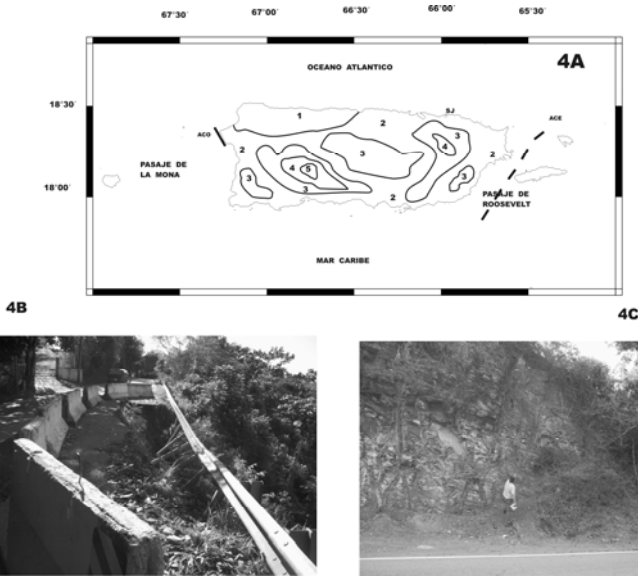 67°30´ 67°00´ 66°30´ 66°00´ 65°30´
4A
OCEANO ATLANTICO
18°30´
SJ
ACO
ACE
1
2
2
3
3
4
2
2
PASAJE DE
LA MONA
4 5
3
3
3
2
18°00´
PASAJE DE
ROOSEVELT
MAR CARIBE
4B
4C